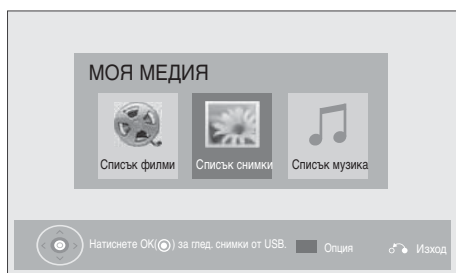 МОЯ МЕДИЯ
Списък филми Списък снимки Списък музика
Натиснете OK(◉) за глед. снимки от USB. Опция Изход